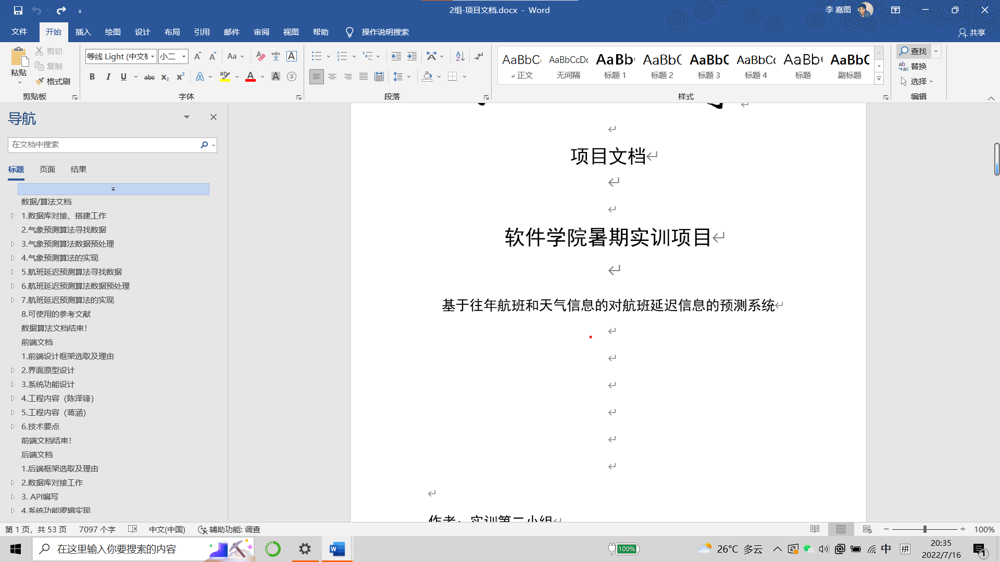 2组-项目文档.docx - Word
李 嘉图
文件 开始 插入 绘图 设计 布局 引用 邮件 审阅 视图 帮助 操作说明搜索
共享
粘贴
剪切
复制
格式刷
剪贴板
等线 Light (中文标
小二
Aa
wén
文
A
B I U abc x₂ x² A ab A A 字
字体
段落
AaBbC AaBbCcDc AaBb AaBbC AaBbC AaBbCc AaBb AaBbC
正文 无间隔 标题 1 标题 2 标题 3 标题 4 标题 副标题
样式
查找
替换
选择
编辑
导航
在文档中搜索
标题 页面 结果
数据/算法文档
1.数据库对接、搭建工作
2.气象预测算法寻找数据
3.气象预测算法数据预处理
4.气象预测算法的实现
5.航班延迟预测算法寻找数据
6.航班延迟预测算法数据预处理
7.航班延迟预测算法的实现
8.可使用的参考文献
数据算法文档结束!
前端文档
1.前端设计框架选取及理由
2.界面原型设计
3.系统功能设计
4.工程内容（陈泽锋）
5.工程内容（蒋涵）
6.技术要点
前端文档结束!
后端文档
1.后端框架选取及理由
2.数据库对接工作
3. API编写
4.系统功能逻辑实现
项目文档
软件学院暑期实训项目
基于往年航班和天气信息的对航班延迟信息的预测系统
作者：实训第二小组
第 1 页，共 53 页 7097 个字 中文(中国) 辅助功能: 调查
100%
在这里输入你要搜索的内容
100%
26°C 多云
中
拼
20:35
2022/7/16
1